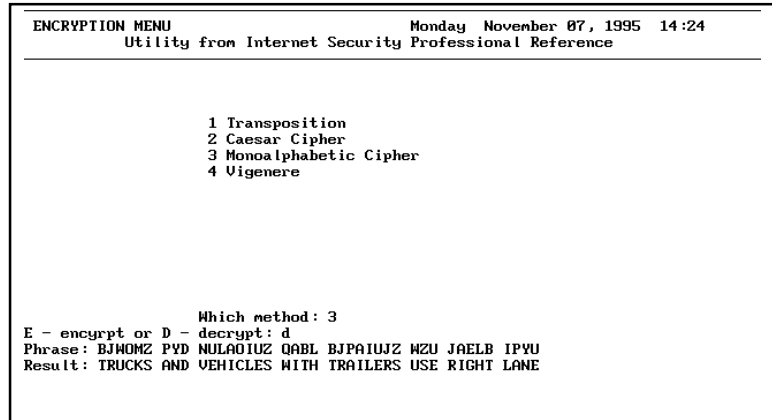 ENCRYPTION MENU Monday November 07, 1995 14:24
Utility from Internet Security Professional Reference
1 Transposition
2 Caesar Cipher
3 Monoalphabetic Cipher
4 Vigenere
Which method: 3
E - encyrpt or D - decrypt: d
Phrase: BJWOMZ PYD NULAOIUZ QABL BJPAIUJZ WZU JAELB IPYU
Result: TRUCKS AND VEHICLES WITH TRAILERS USE RIGHT LANE